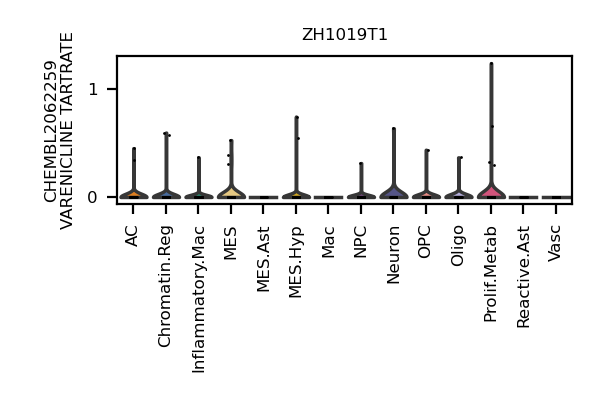 ZH1019T1
CHEMBL2062259
VARENICLINE TARTRATE
1
0
AC
Chromatin.Reg
Inflammatory.Mac
MES
MES.Ast
MES.Hyp
Mac
NPC
Neuron
OPC
Oligo
Prolif.Metab
Reactive.Ast
Vasc